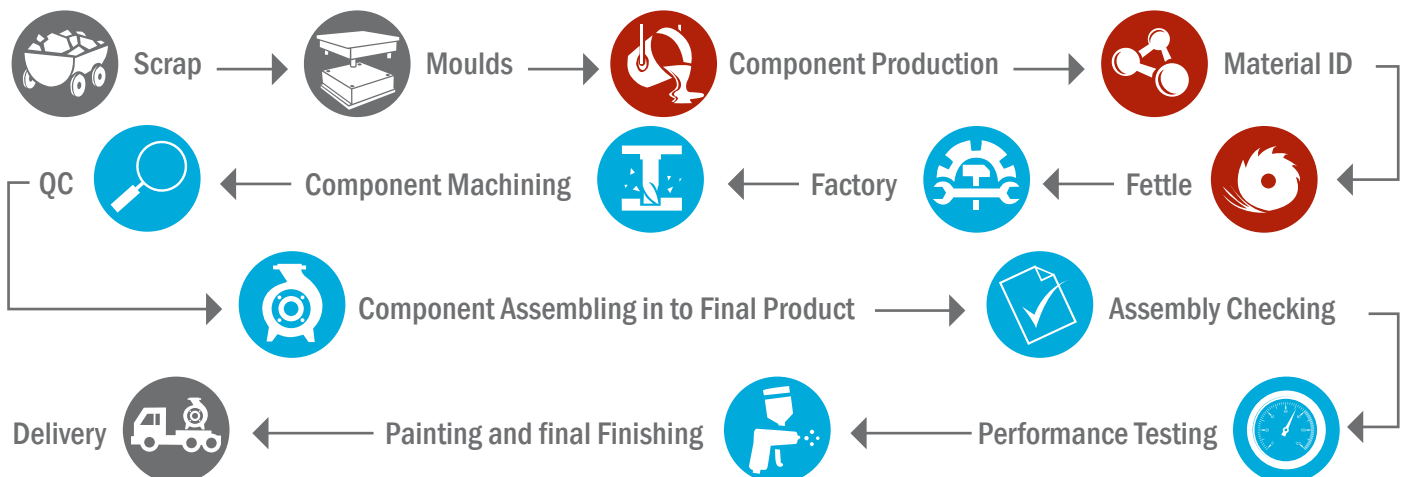 Scrap
Moulds
Component Production
Material ID
Fettle
Factory
Component Machining
QC
Component Assembling in to Final Product
Assembly Checking
Performance Testing
Painting and final Finishing
Delivery